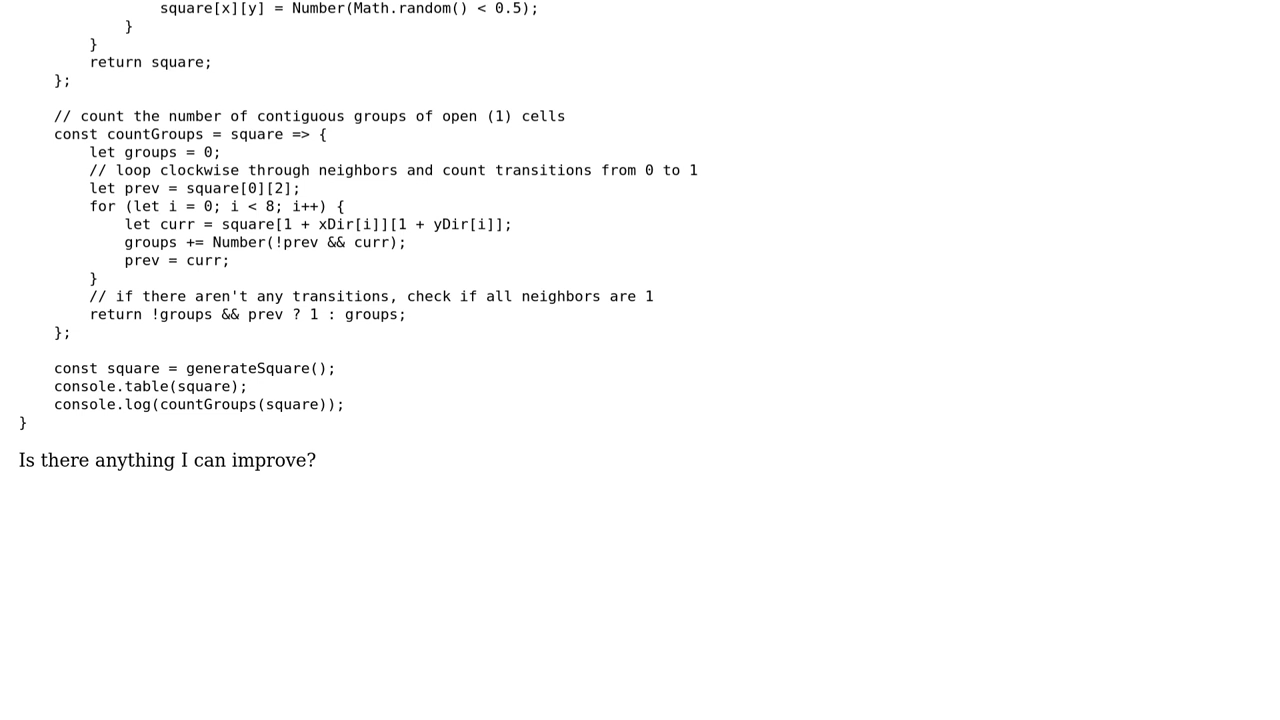 square[x][y] = Number(Math.random() < 0.5);
            }
        }
        return square;
    };

    // count the number of contiguous groups of open (1) cells
    const countGroups = square => {
        let groups = 0;
        // loop clockwise through neighbors and count transitions from 0 to 1
        let prev = square[0][2];
        for (let i = 0; i < 8; i++) {
            let curr = square[1 + xDir[i]][1 + yDir[i]];
            groups += Number(!prev && curr);
            prev = curr;
        }
        // if there aren't any transitions, check if all neighbors are 1
        return !groups && prev ? 1 : groups;
    };

    const square = generateSquare();
    console.table(square);
    console.log(countGroups(square));
}
Is there anything I can improve?